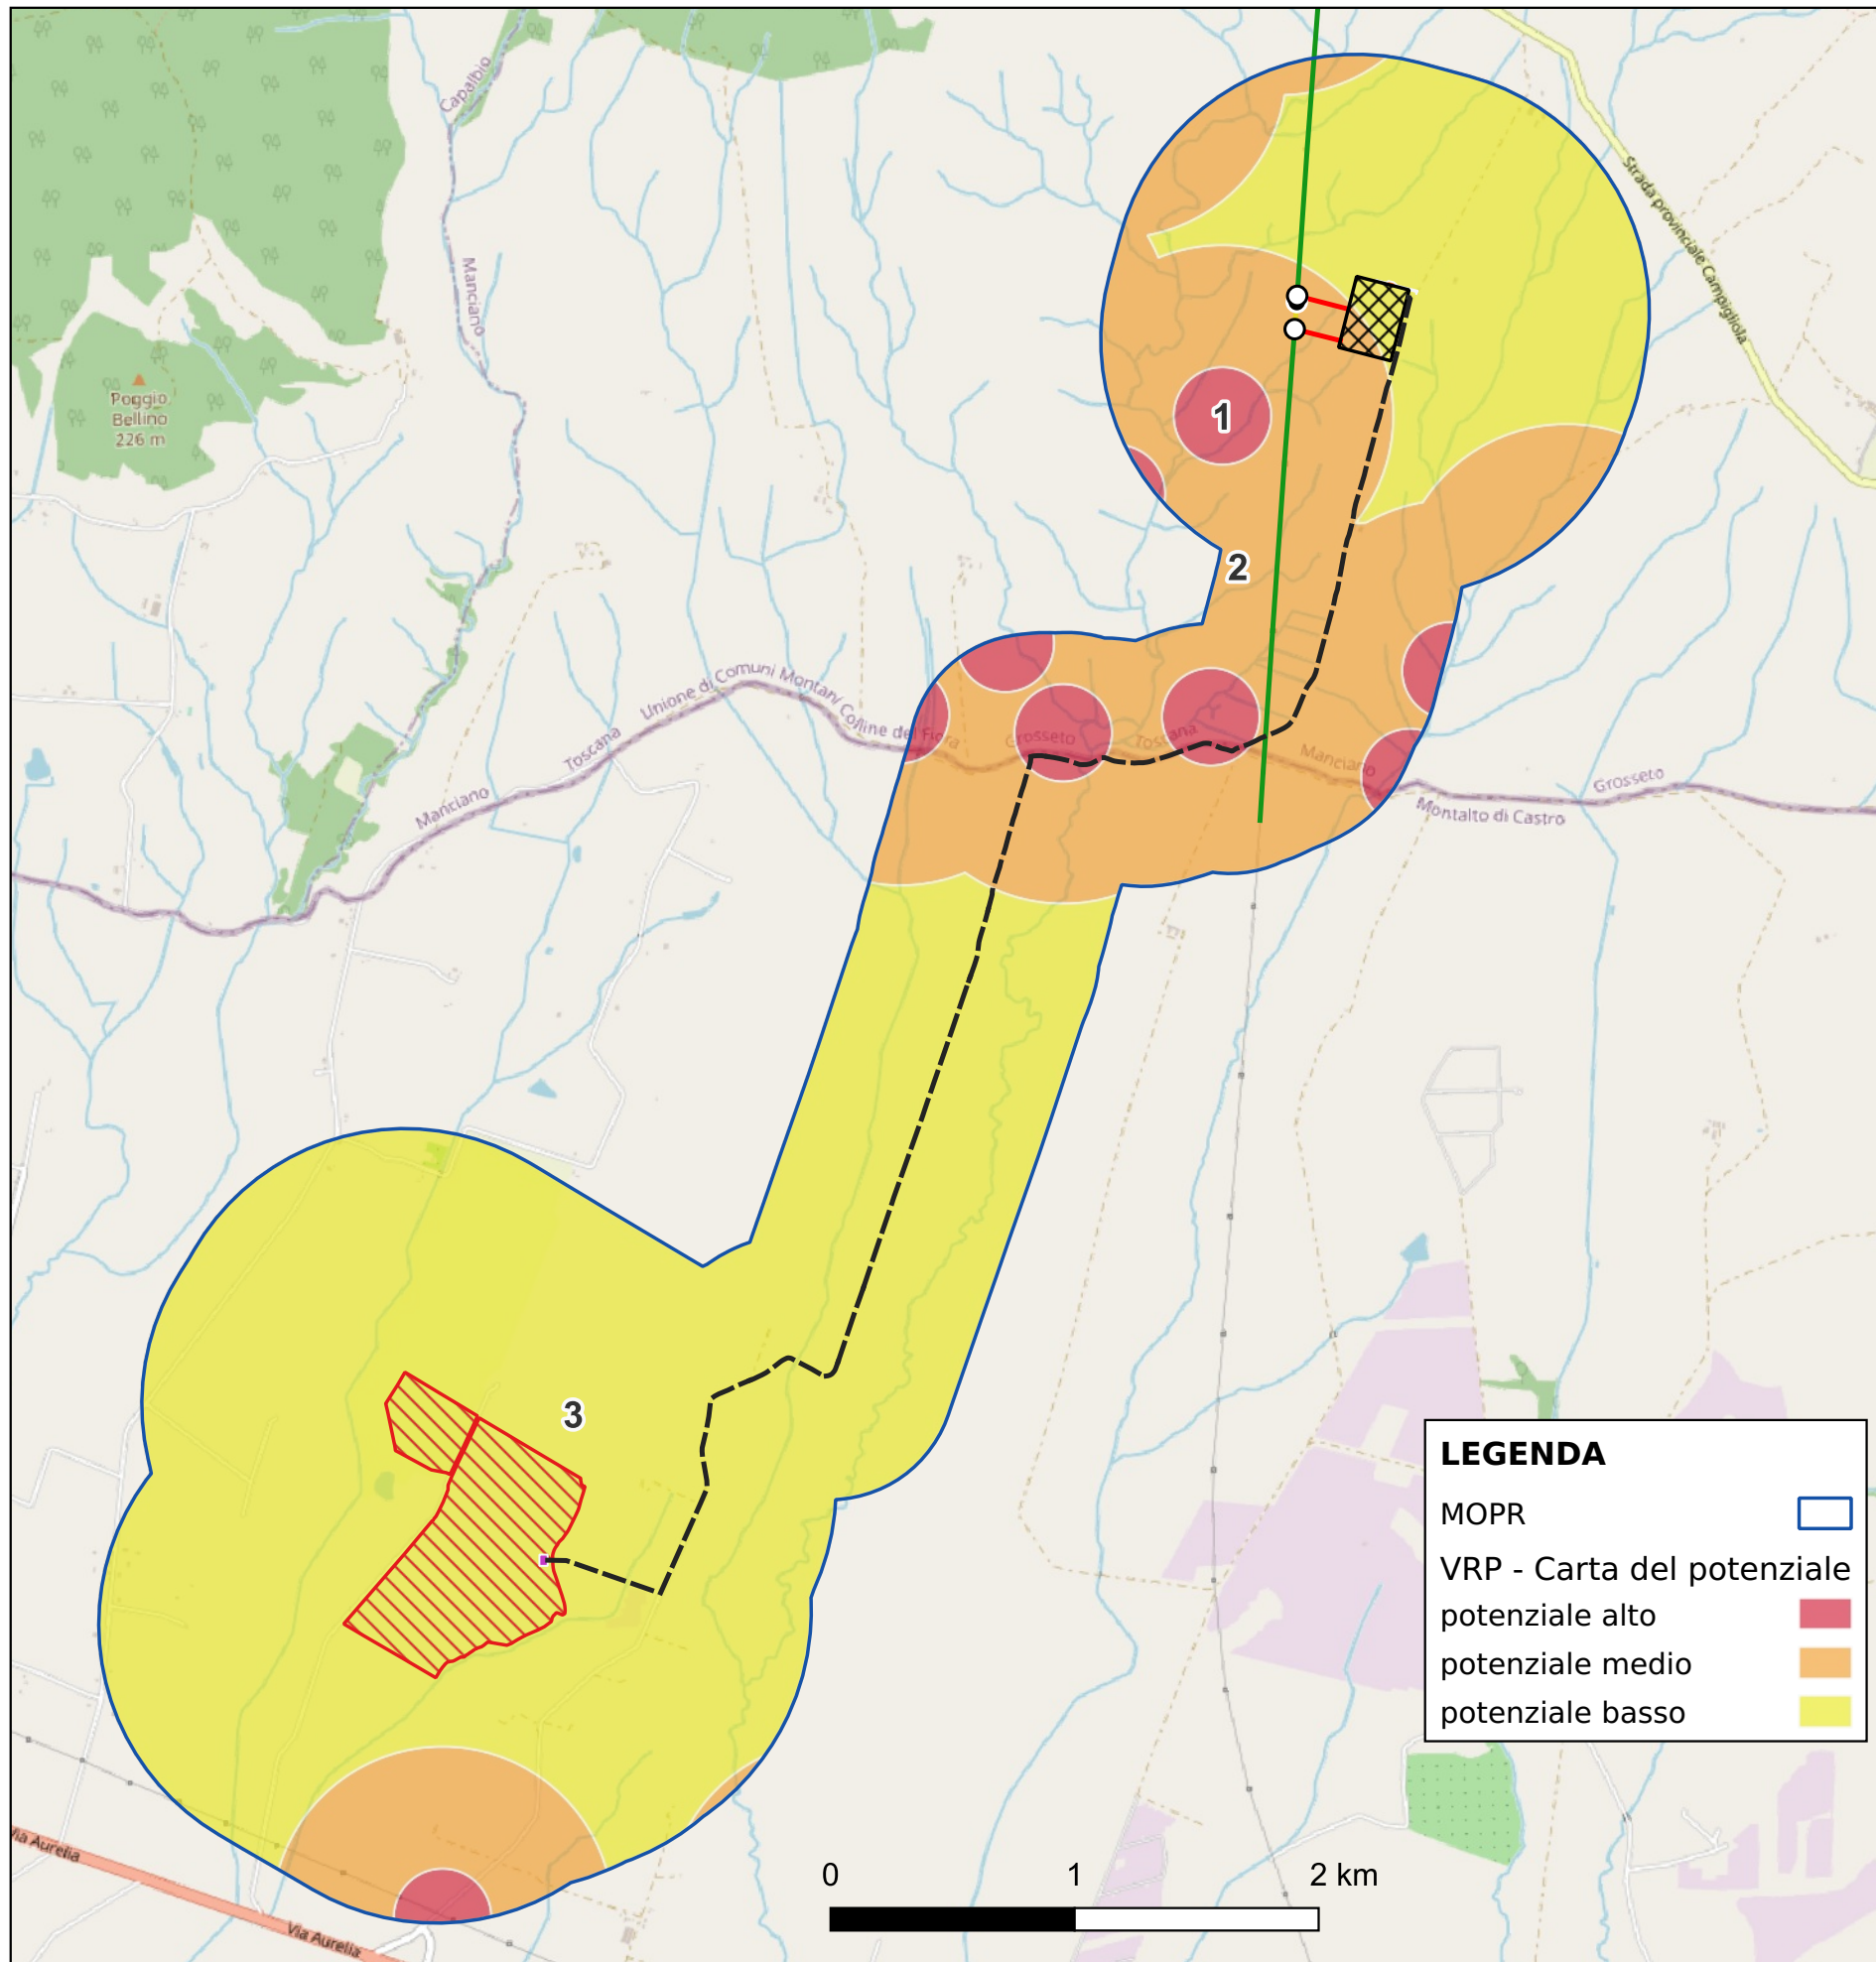 Capalbio
Manciano
Strada provinciale Campigliola
Poggio
Bellino
226 m
1
2
Unione di Comuni Montani Colline del Fiora
Toscana
Manciano
Grosseto
Toscana
Manciano
Grosseto
Montalto di Castro
3
LEGENDA
MOPR
VRP - Carta del potenziale
potenziale alto
potenziale medio
potenziale basso
0 1 2 km
Via Aurelia
Via Aurelia